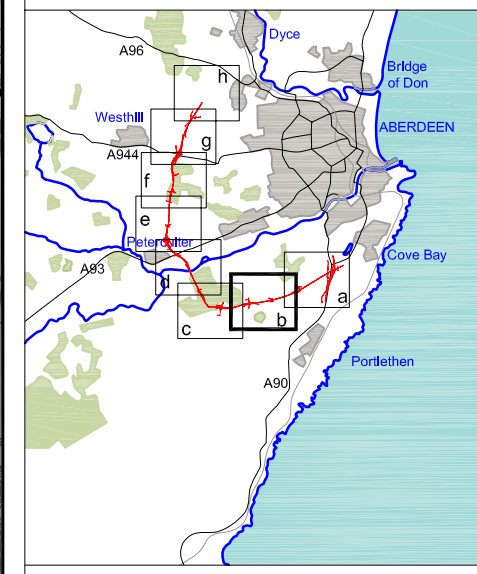 Dyce
A96
Bridge
of Don
h
Westhill
ABERDEEN
g
A944
f
e
Peterculter
Cove Bay
A93
d
a
b
c
Portlethen
A90